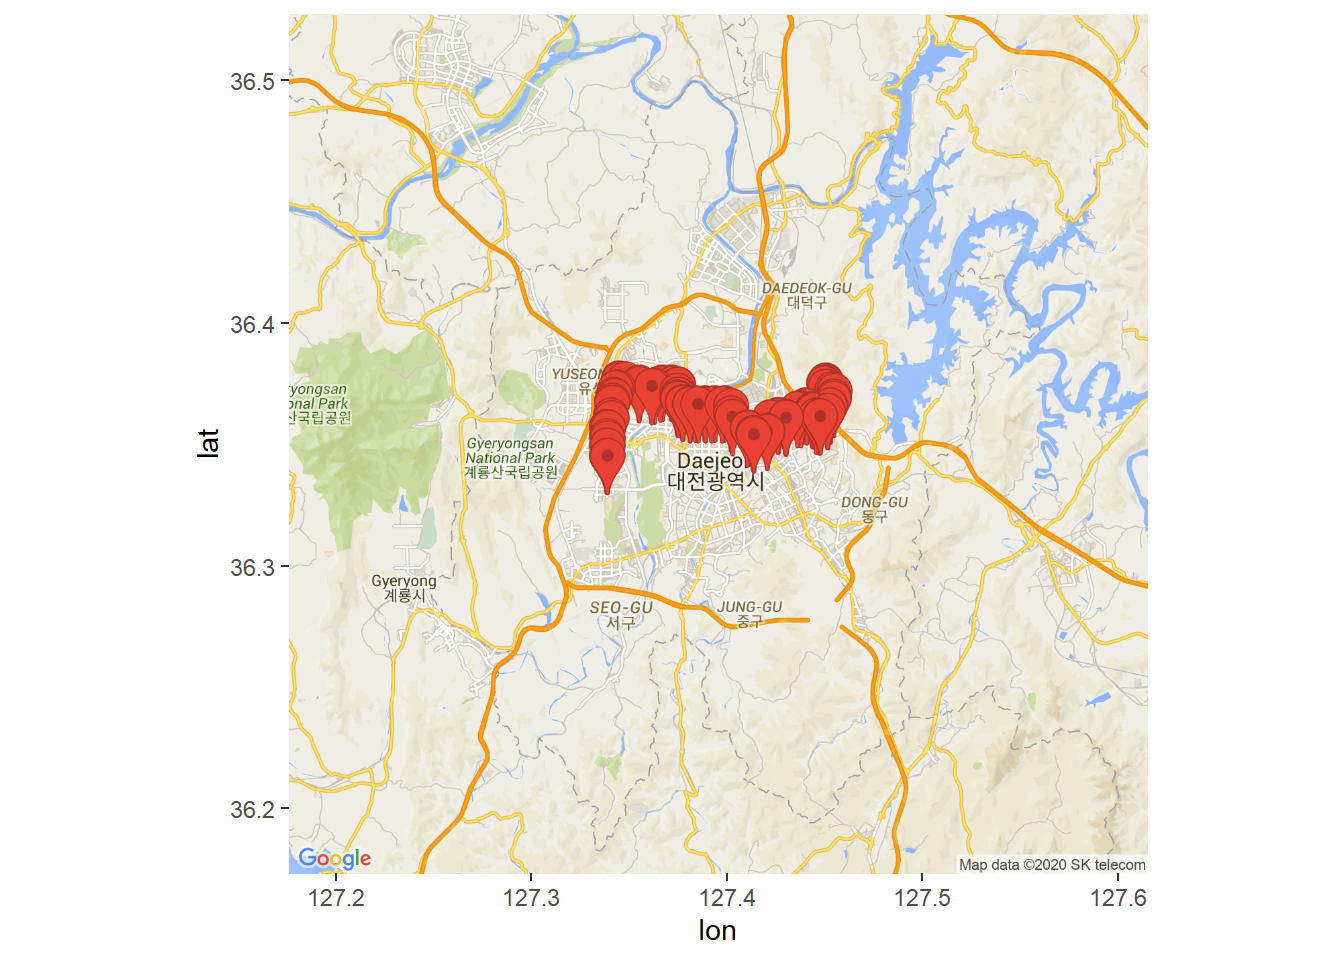 36.5
36.4
36.3
36.2
lat
DAEDEOK-GU
대덕구
YUSEO
유
yeongsan
onal Park
산국립공원
Gyeryongsan
National Park
계룡산국립공원
Daejeo
대전광역시
DONG-GU
동구
Gyeryong
계룡시
SEO-GU
서구
JUNG-GU
중구
Google
Map data ©2020 SK telecom
127.2
127.3
127.4
127.5
127.6
lon